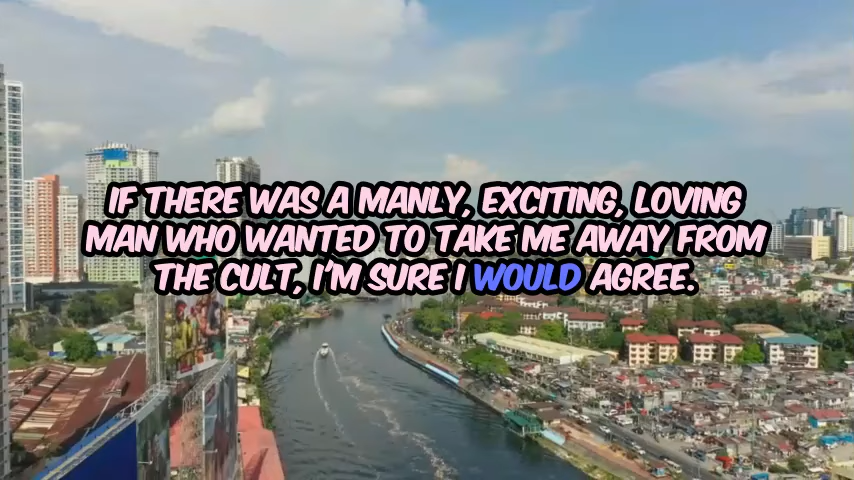 IF THERE WAS A MANLY, EXCITING, LOVING
MAN WHO WANTED TO TAKE ME AWAY FROM
THE CULT, I'M SURE I WOULD AGREE.